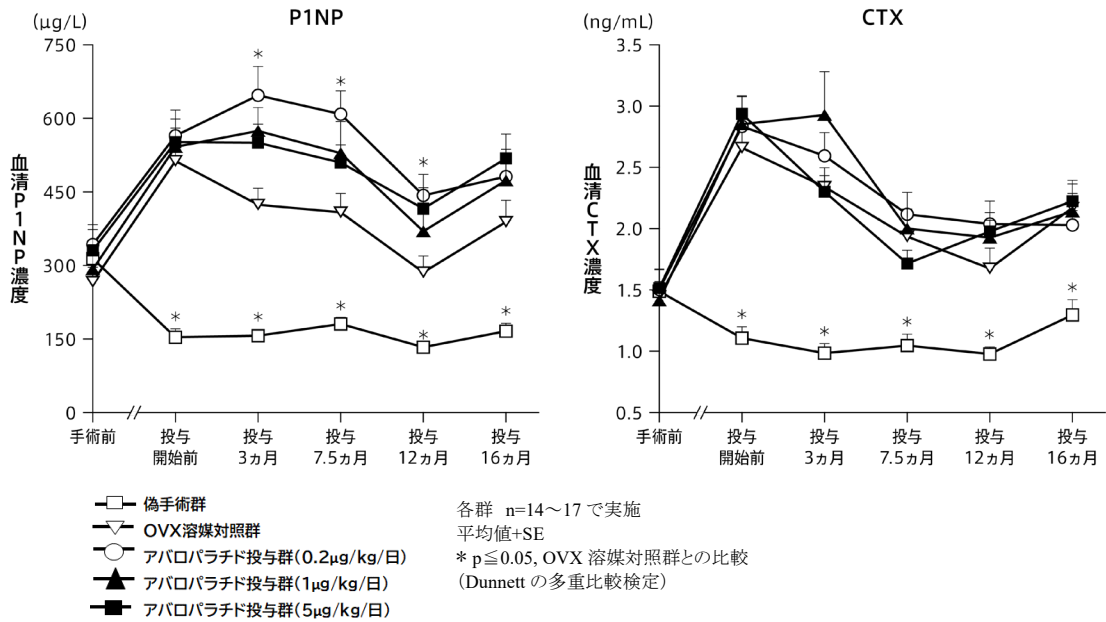 P1NP
(μg/L)
750
600
450
300
150
0
血清P1NP濃度
手術前
投与
開始前
投与
3ヵ月
投与
7.5ヵ月
投与
12ヵ月
投与
16ヵ月
*
*
*
*
*
*
*
*
CTX
(ng/mL)
3.5
3.0
2.5
2.0
1.5
1.0
0.5
血清CTX濃度
手術前
投与
開始前
投与
3ヵ月
投与
7.5ヵ月
投与
12ヵ月
投与
16ヵ月
*
*
*
*
*
偽手術群
OVX溶媒対照群
アバロパラチド投与群(0.2μg/kg/日)
アバロパラチド投与群(1μg/kg/日)
アバロパラチド投与群(5μg/kg/日)
各群 n=14～17で実施
平均値+SE
*p≦0.05, OVX 溶媒対照群との比較
(Dunnettの多重比較検定)